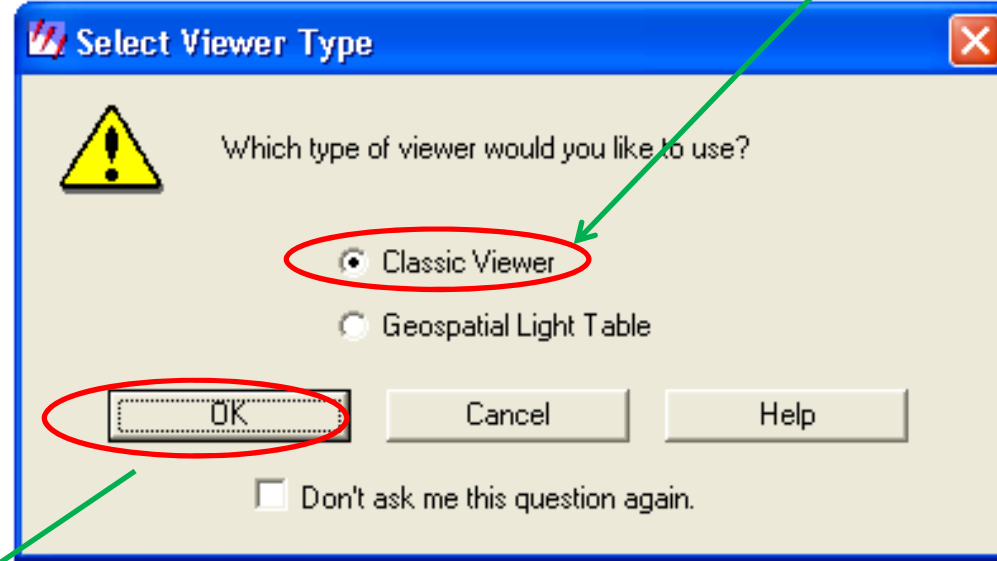 Select Viewer Type
Which type of viewer would you like to use?
Classic Viewer
Geospatial Light Table
OK Cancel Help
Don't ask me this question again.